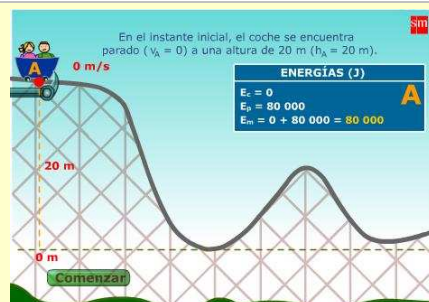 sm
En el instante inicial, el coche se encuentra
parado (vA = 0) a una altura de 20 m (hA = 20 m).
A
0 m/s
ENERGÍAS (J)
Ec = 0
Ep = 80 000
Em = 0 + 80 000 = 80 000
A
20 m
0 m
Comenzar